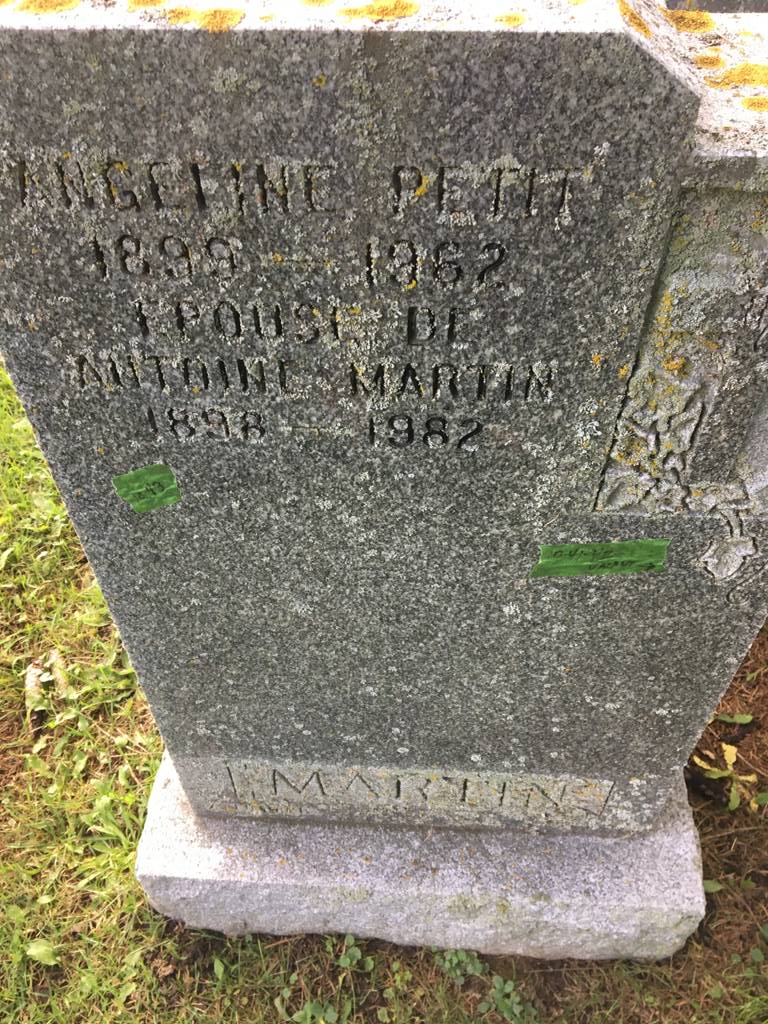 ANGELINE PETIT
1899 — 1962
EPOUSE DE
ANTOINE MARTIN
1898 — 1982
MARTIN